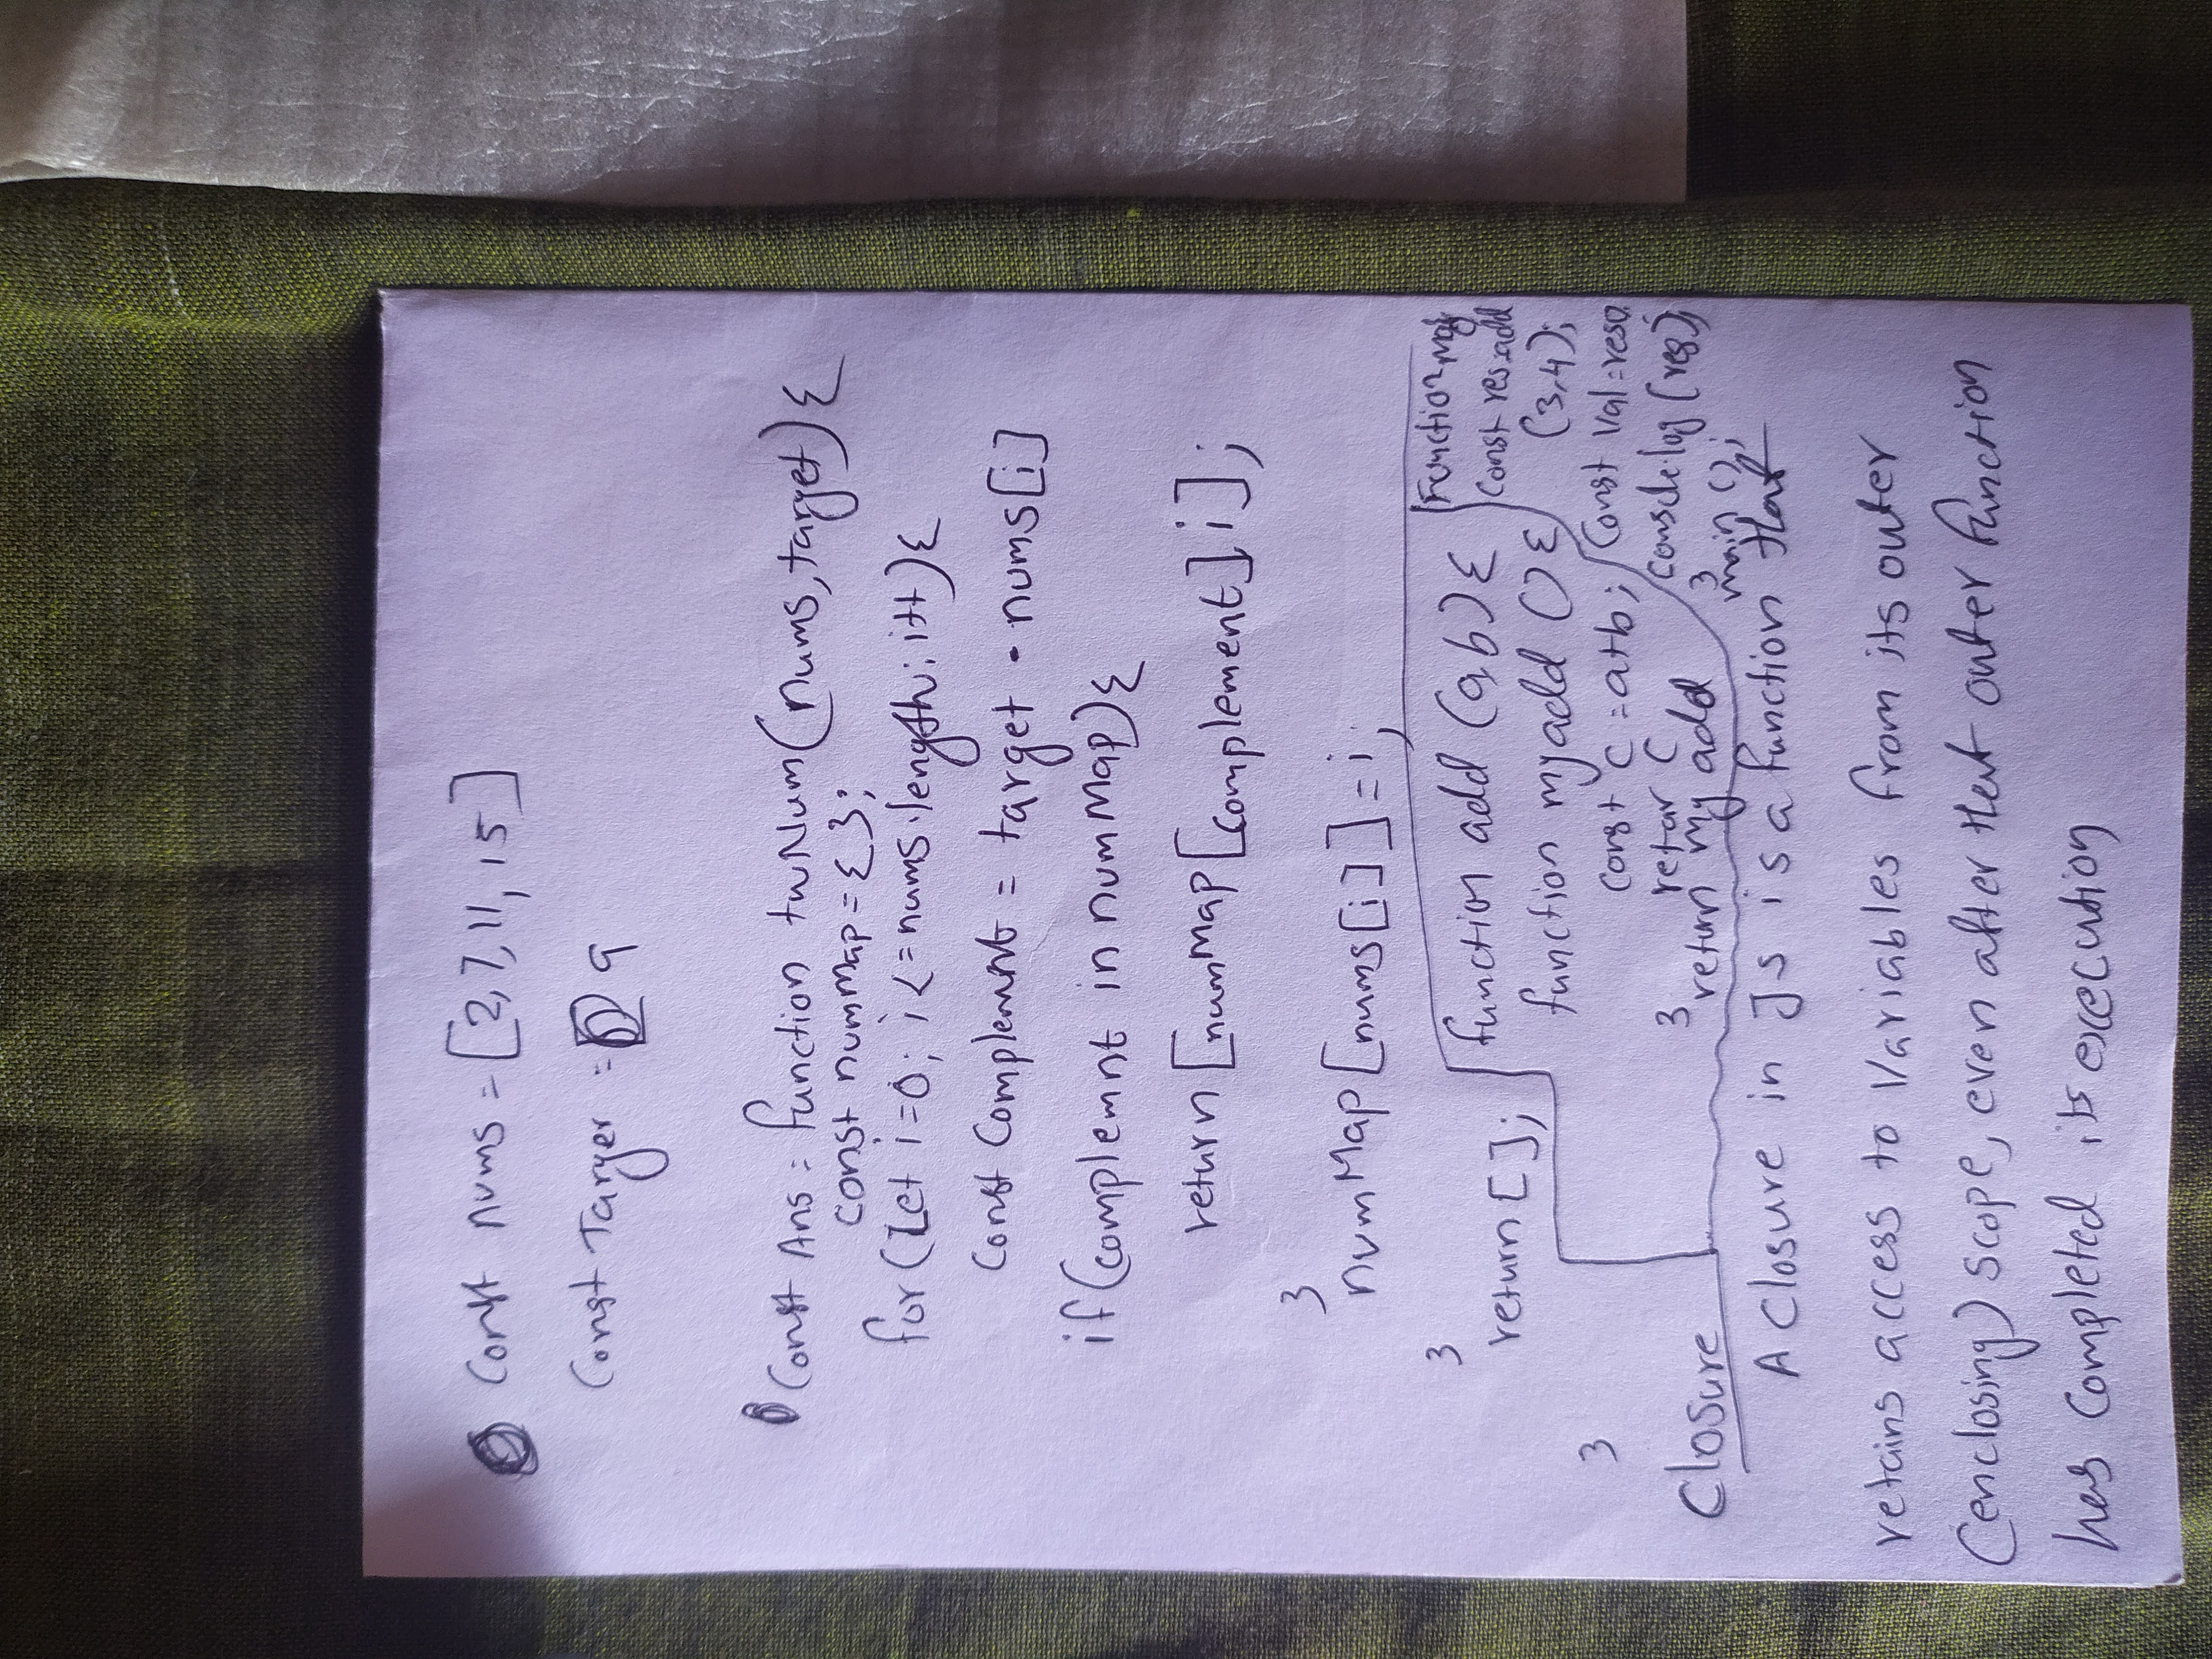 Const nums = [2,7,11,15]
Const Targer = 9
Const Ans = function twNum(nums,target){
const numMap = {};
for(let i=0; i<=nums.length; i++){
Const Complemnt = target - nums[i]
if(complemnt in numMap){
return [numMap[complement],i];
}
numMap[nums[i]]=i;
}
return [];
}
function add (a,b){
function myadd (){
const c = a+b;
retur c
}
return my add
Function
Const res=add
(3,4);
Const val = reso
console.log(res);
}
main();
Closure
A Closure in Js is a function that
retains access to Variables from its outer
(enclosing) scope, even after that outer function
has completed its execution